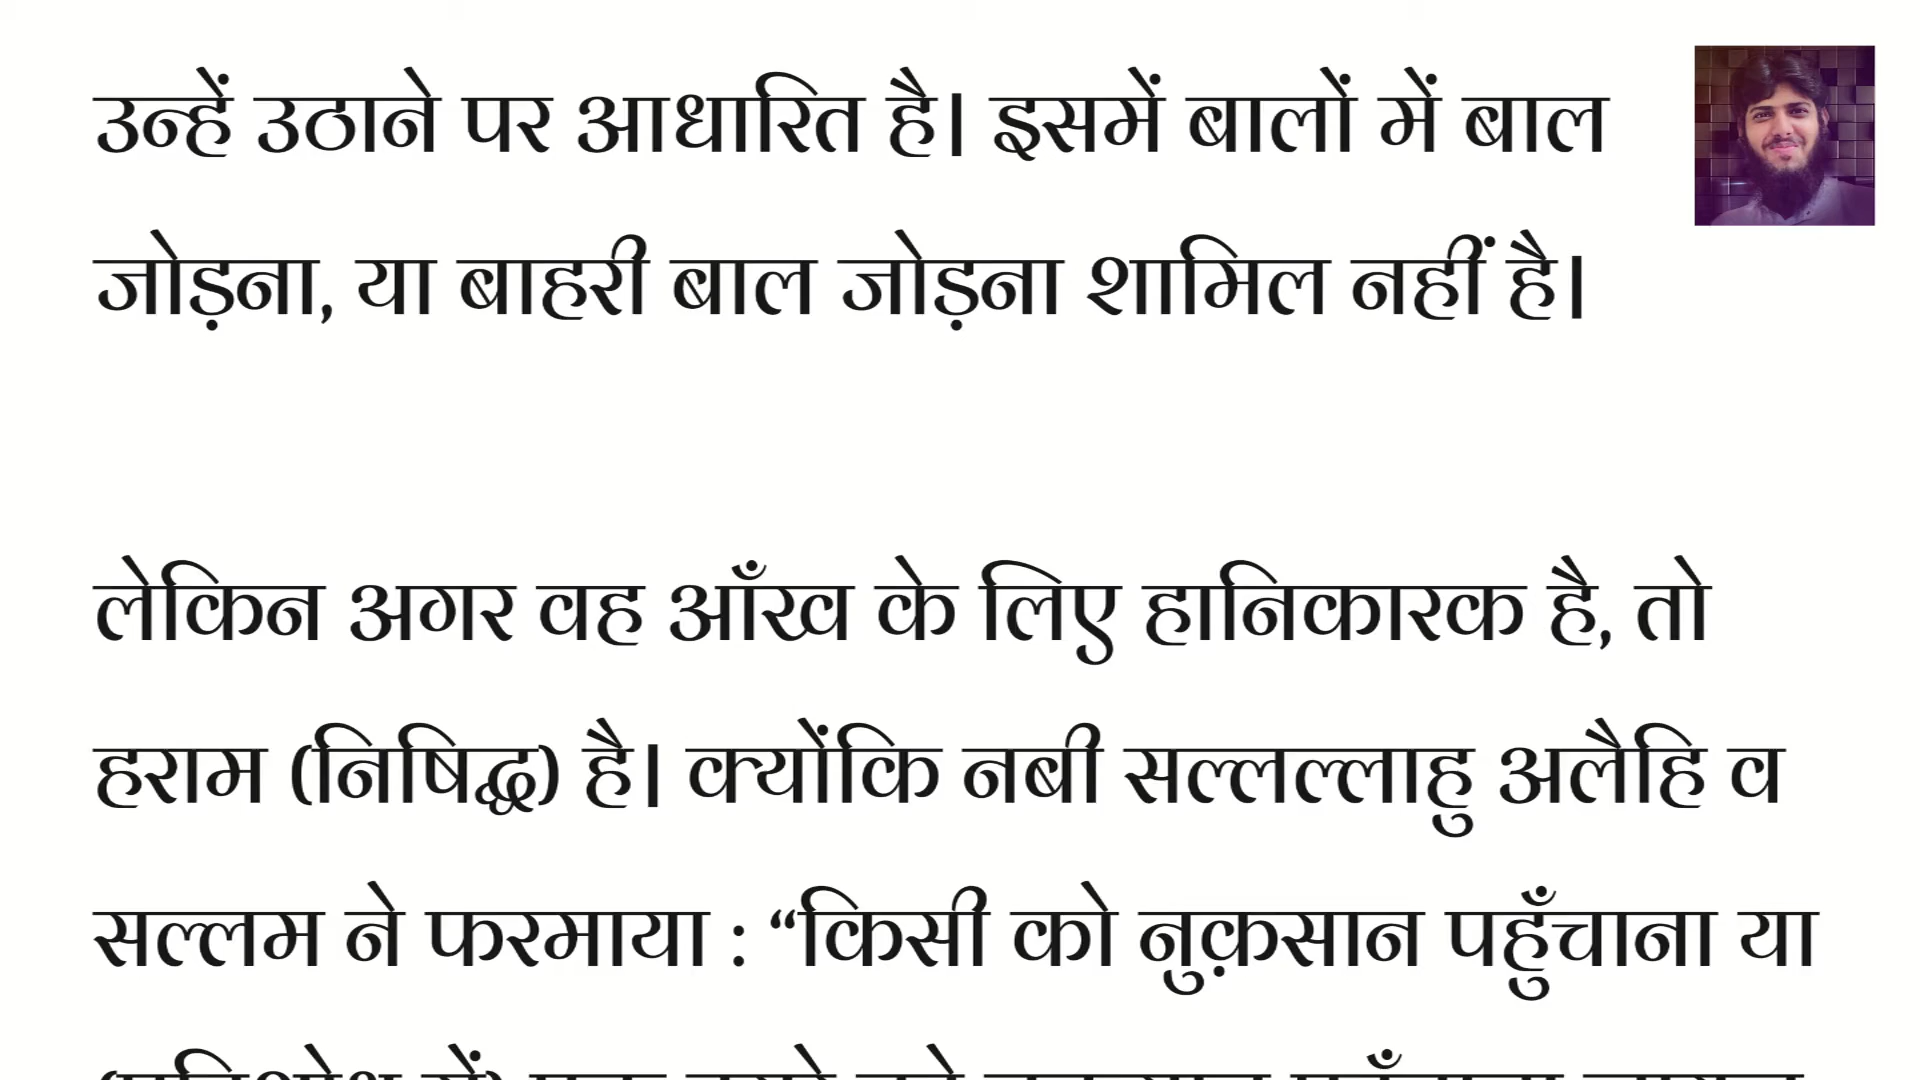 उन्हें उठाने पर आधारित है। इसमें बालों में बाल
जोड़ना, या बाहरी बाल जोड़ना शामिल नहीं है।
लेकिन अगर वह आँख के लिए हानिकारक है, तो
हराम (निषिद्ध) है। क्योंकि नबी सल्लल्लाहु अलैहि व
सल्लम ने फरमाया : “किसी को नुक़सान पहुँचाना या